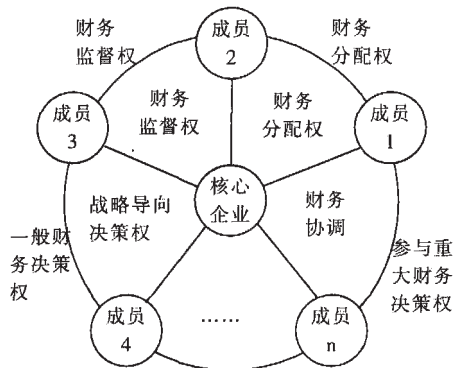 财务
监督权
成员
2
财务
分配权
成员
3
财务
监督权
财务
分配权
成员
1
核心
企业
战略导向
决策权
财务
协调
一般财
务决策
权
参与重
大财务
决策权
成员
4
……
成员
n